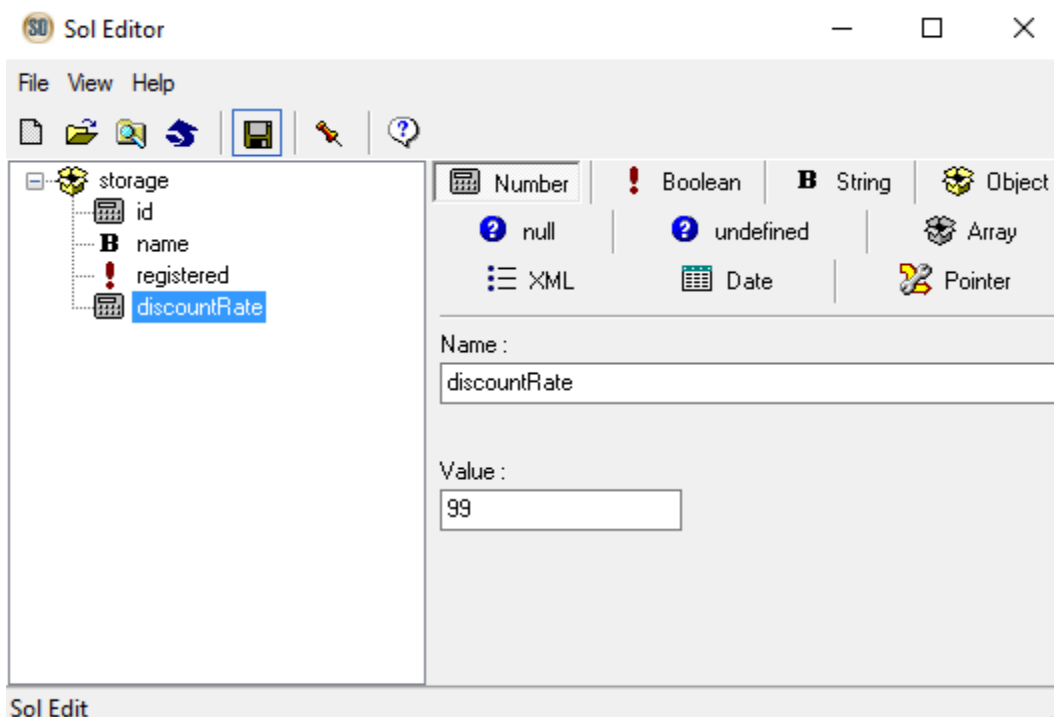 Sol Editor
File View Help
storage
id
B name
registered
discountRate
Number Boolean B String Object
null undefined Array
XML Date Pointer
Name :
discountRate
Value :
99
Sol Edit